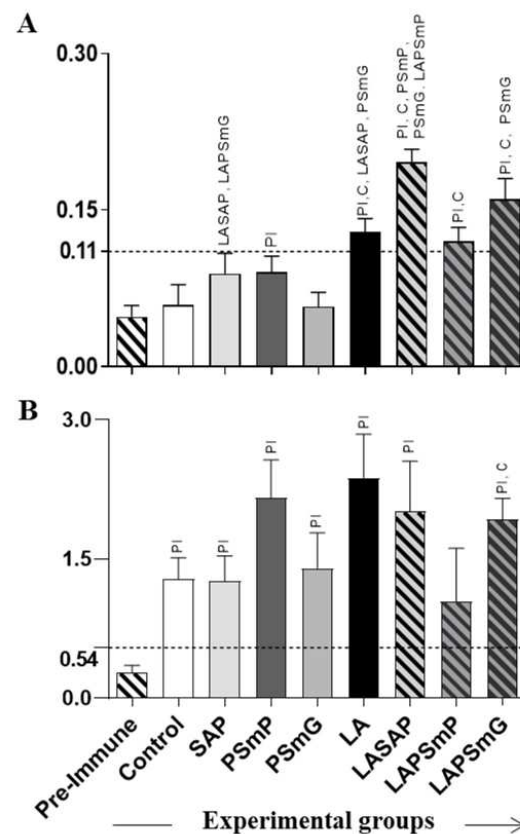 A
0.30
0.15
0.11
0.00
LASAP, LAPSmG
PI
PI,C, LASAP, PSmG
PI, C, PSmP,
PSmG, LAPSmP
PI,C
PI, C, PSmG
B
3.0
1.5
0.54
0.0
PI
PI
PI
PI
PI
PI
PI, C
Pre-Immune
Control
SAP
PSmP
PSmG
LA
LASAP
LAPSmP
LAPSmG
Experimental groups